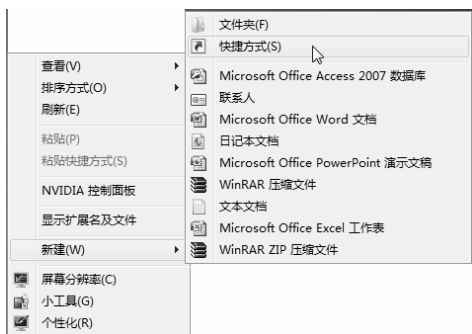 查看(V)
排序方式(O)
刷新(E)
粘贴(P)
粘贴快捷方式(S)
NVIDIA 控制面板
显示扩展名及文件
新建(W)
屏幕分辨率(C)
小工具(G)
个性化(R)
文件夹(F)
快捷方式(S)
Microsoft Office Access 2007 数据库
联系人
Microsoft Office Word 文档
日记本文档
Microsoft Office PowerPoint 演示文稿
WinRAR 压缩文件
文本文档
Microsoft Office Excel 工作表
WinRAR ZIP 压缩文件